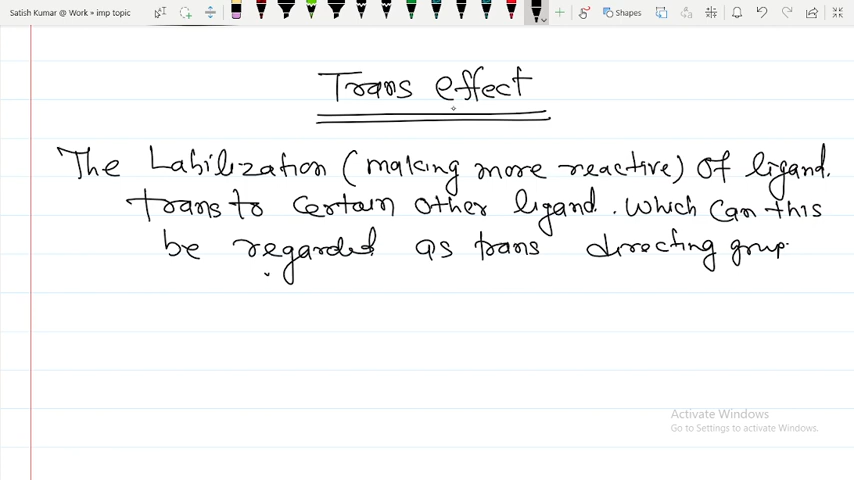 Satish Kumar @ Work » imp topic
Shapes
Trans effect
The Labilization (making more reactive) of ligand.
trans to certain other ligand. Which can this
be regarded as trans directing grup.
Activate Windows
Go to Settings to activate Windows.